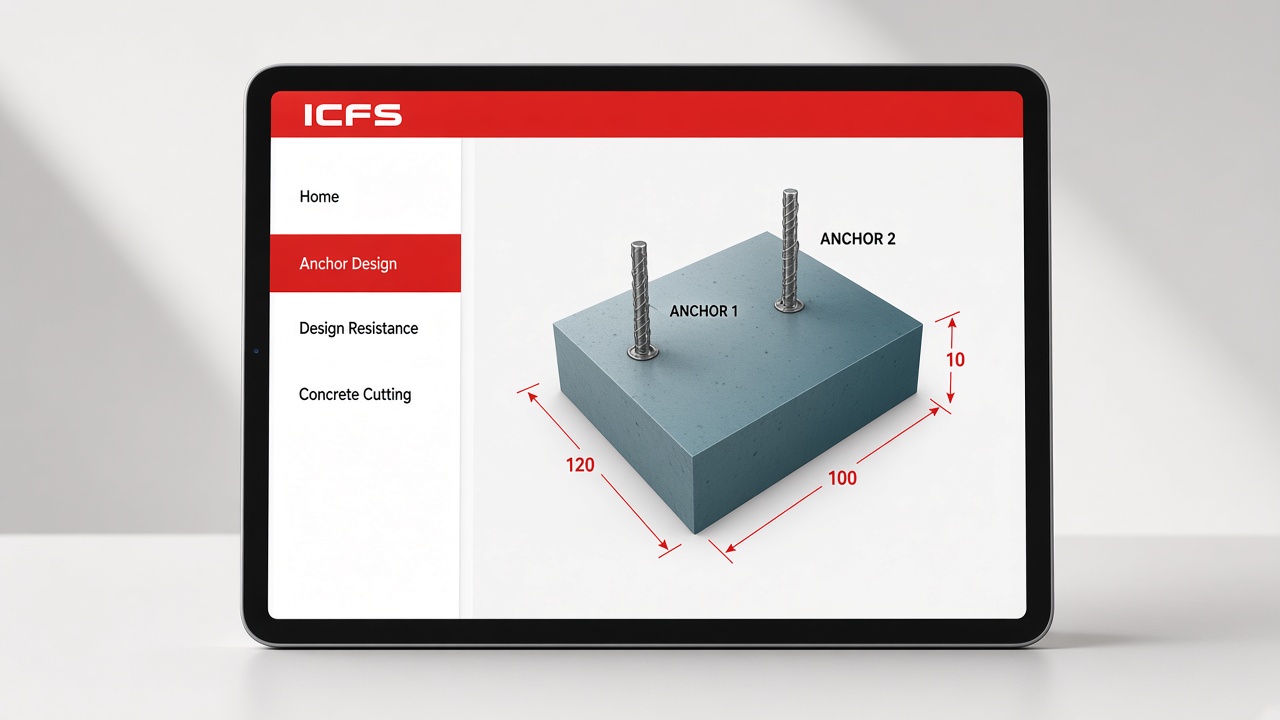 ICFS
Home
Anchor Design
Design Resistance
Concrete Cutting
ANCHOR 2
ANCHOR 1
10
120
100